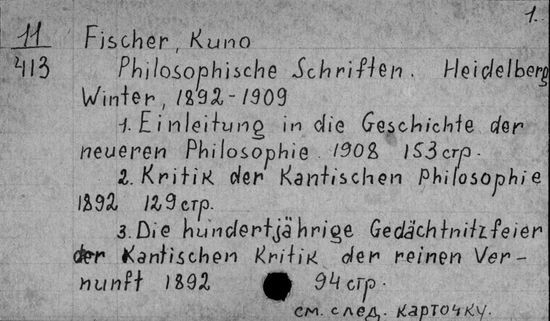 1.
11 Fischer, Kuno
413 Philosophische Schriften. Heidelberg
Winter, 1892-1909
1. Einleitung in die Geschichte der
neueren Philosophie 1908 153 стр.
2. Kritik der Kantischen Philosophie
1892 129 стр.
3. Die hundertjährige Gedächtnitzfeier
der Kantischen Kritik der reinen Ver-
nunft 1892 94 стр.
см. след. карточку.